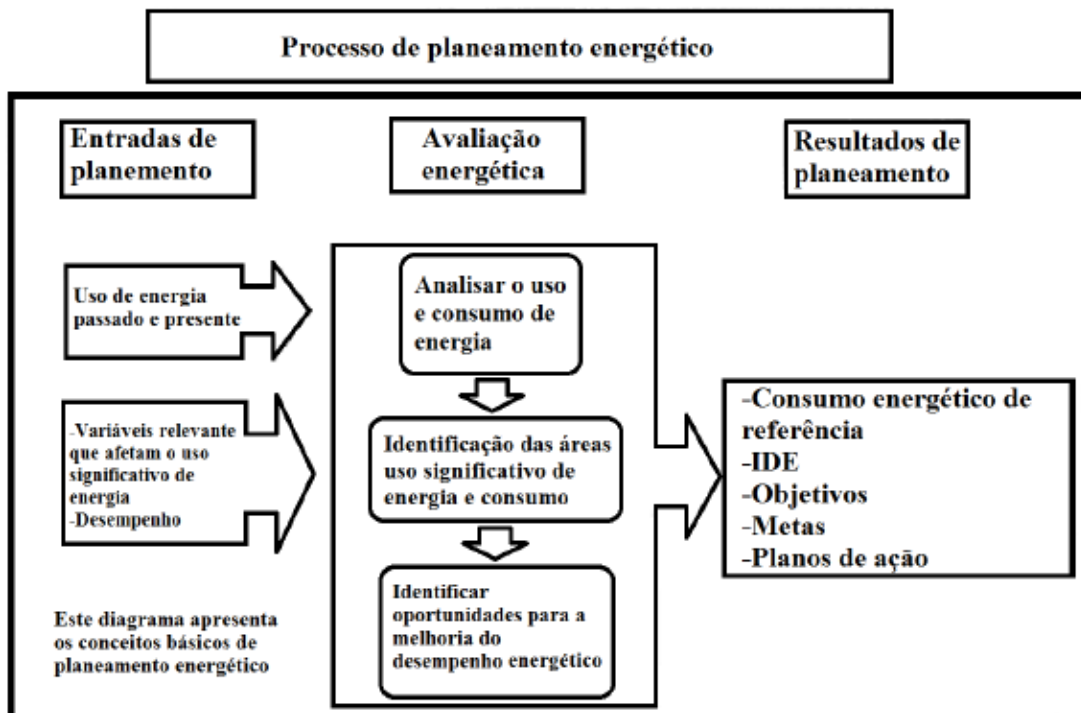 Processo de planeamento energético
Entradas de
planemento
Avaliação
energética
Resultados de
planeamento
Uso de energia
passado e presente
-Variáveis relevante
que afetam o uso
significativo de
energia
-Desempenho
Este diagrama apresenta
os conceitos básicos de
planeamento energético
Analisar o uso
e consumo de
energia
Identificação das áreas
uso significativo de
energia e consumo
Identificar
oportunidades para a
melhoria do
desempenho energético
-Consumo energético de
referência
-IDE
-Objetivos
-Metas
-Planos de ação